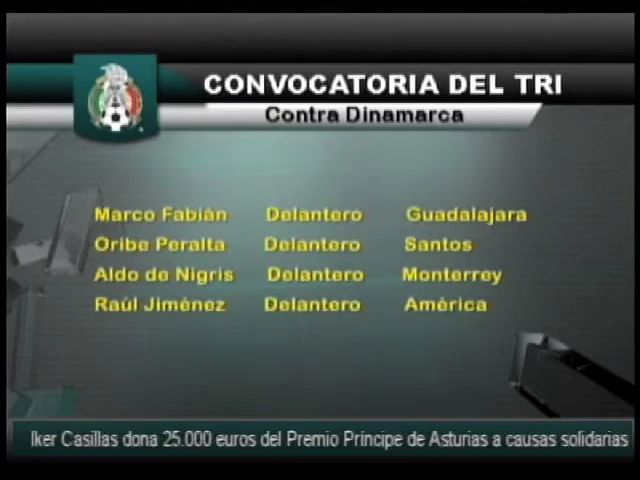 CONVOCATORIA DEL TRI
Contra Dinamarca
Marco Fabián Delantero Guadalajara
Oribe Peralta Delantero Santos
Aldo de Nigris Delantero Monterrey
Raúl Jiménez Delantero América
Iker Casillas dona 25.000 euros del Premio Príncipe de Asturias a causas solidarias